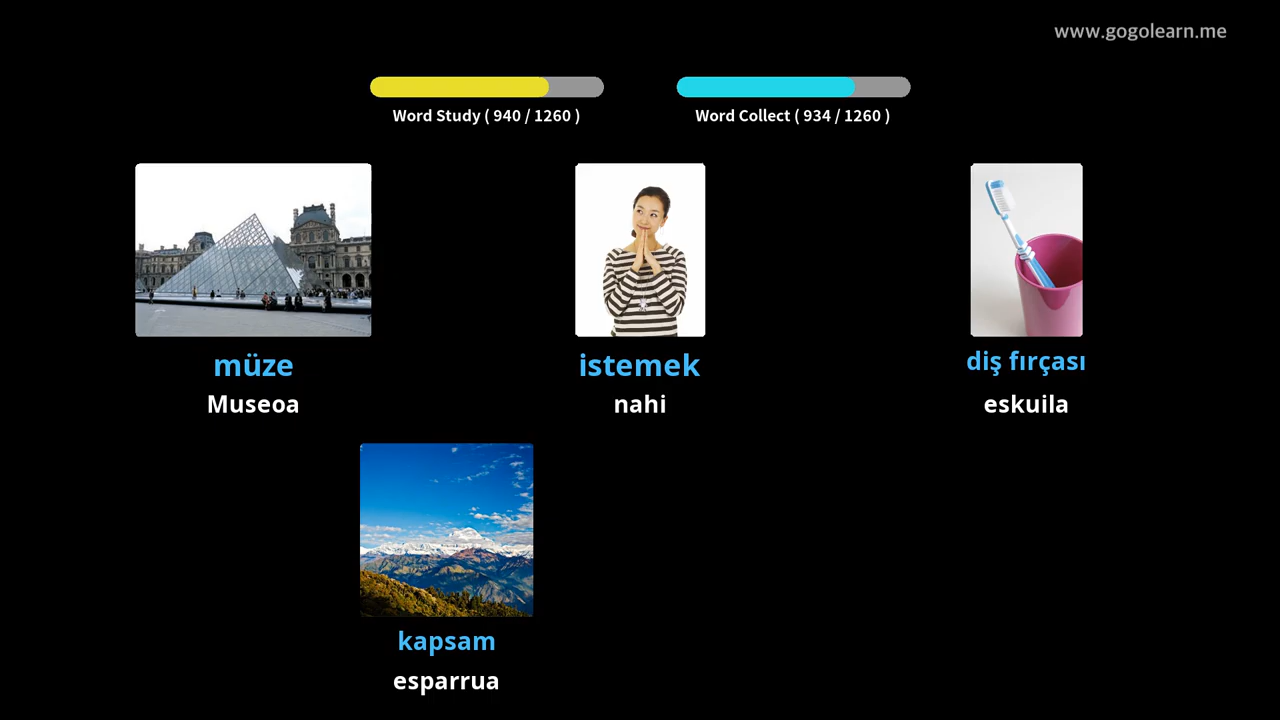 www.gogolearn.me
Word Study ( 940 / 1260 )
Word Collect ( 934 / 1260 )
müze
Museoa
istemek
nahi
diş fırçası
eskuila
kapsam
esparrua